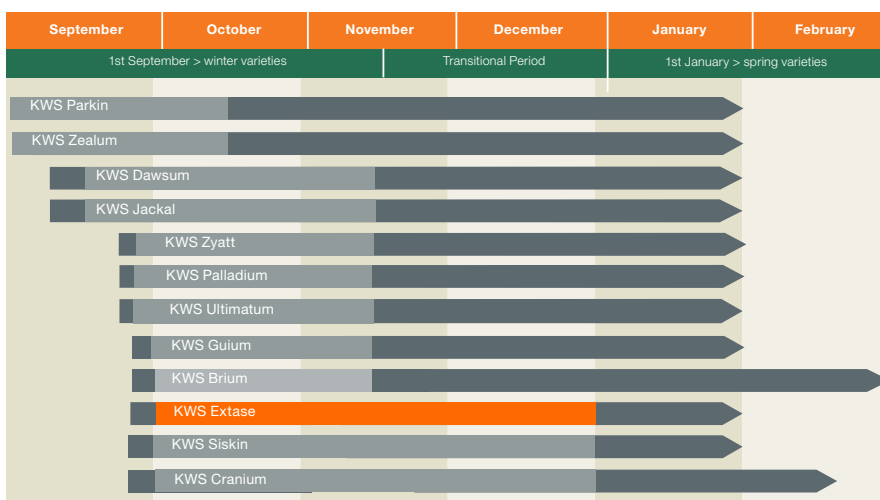 September October November December January February
1st September > winter varieties Transitional Period 1st January > spring varieties
KWS Parkin
KWS Zealum
KWS Dawsum
KWS Jackal
KWS Zyatt
KWS Palladium
KWS Ultimatum
KWS Guium
KWS Brium
KWS Extase
KWS Siskin
KWS Cranium